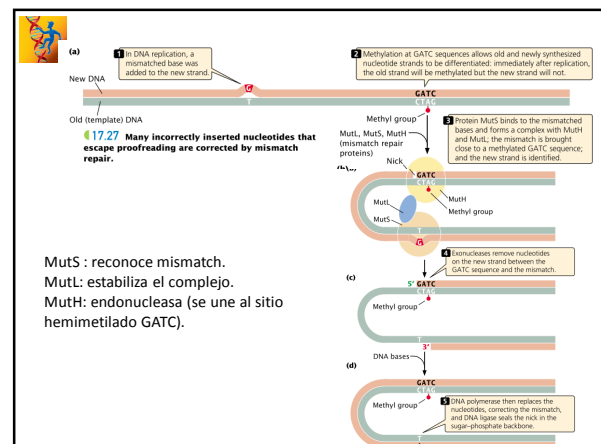 (a)
1 In DNA replication, a
mismatched base was
added to the new strand.
2 Methylation at GATC sequences allows old and newly synthesized
nucleotide strands to be differentiated: immediately after replication,
the old strand will be methylated but the new strand will not.
New DNA
G
GATC
T
CTAG
Old (template) DNA
Methyl group
17.27 Many incorrectly inserted nucleotides that
escape proofreading are corrected by mismatch
repair.
MutL, MutS, MutH
(mismatch repair
proteins)
3 Protein MutS binds to the mismatched
bases and forms a complex with MutH
and MutL; the mismatch is brought
close to a methylated GATC sequence;
and the new strand is identified.
Nick
GATC
CTAG
MutL
MutH
Methyl group
MutS
T
G
MutS : reconoce mismatch.
MutL: estabiliza el complejo.
MutH: endonucleasa (se une al sitio
hemimetilado GATC).
4 Exonucleases remove nucleotides
on the new strand between the
GATC sequence and the mismatch.
(c)
5' GATC
CTAG
Methyl group
T
3'
DNA bases
(d)
GATC
CTAG
Methyl group
5 DNA polymerase then replaces the
nucleotides, correcting the mismatch,
and DNA ligase seals the nick in the
sugar–phosphate backbone.
T